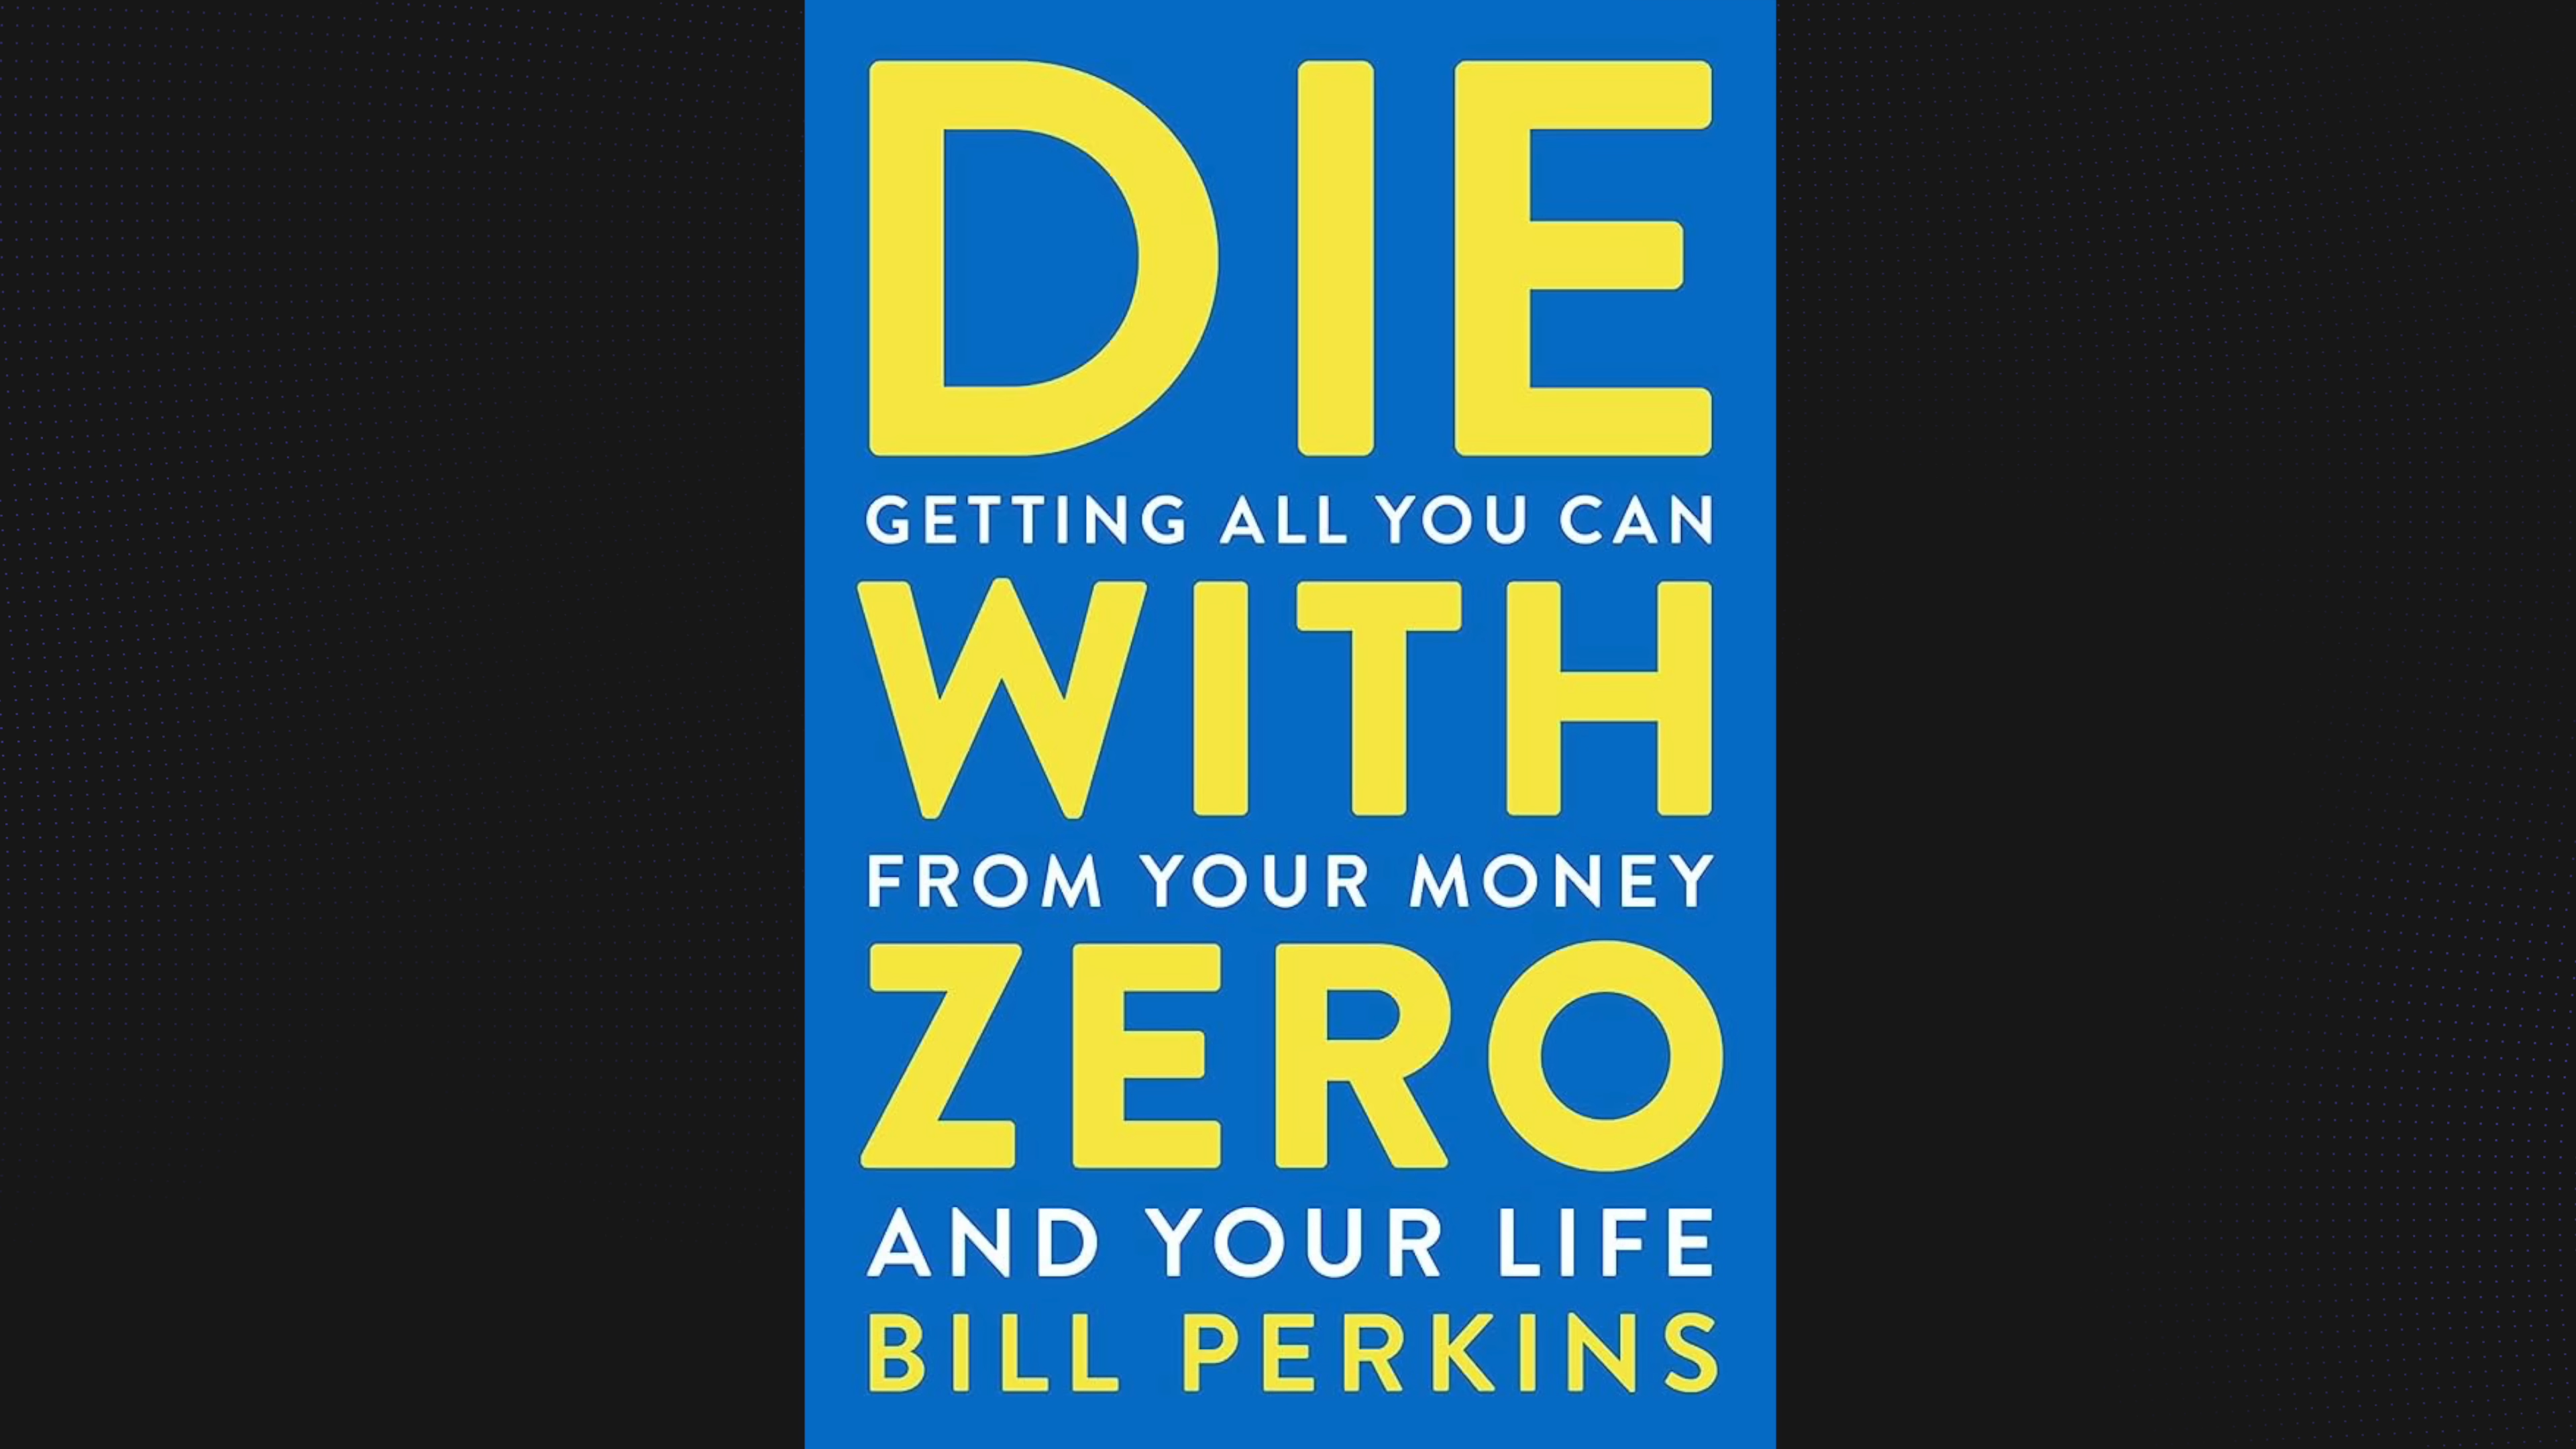 DIE
GETTING ALL YOU CAN
WITH
FROM YOUR MONEY
ZERO
AND YOUR LIFE
BILL PERKINS